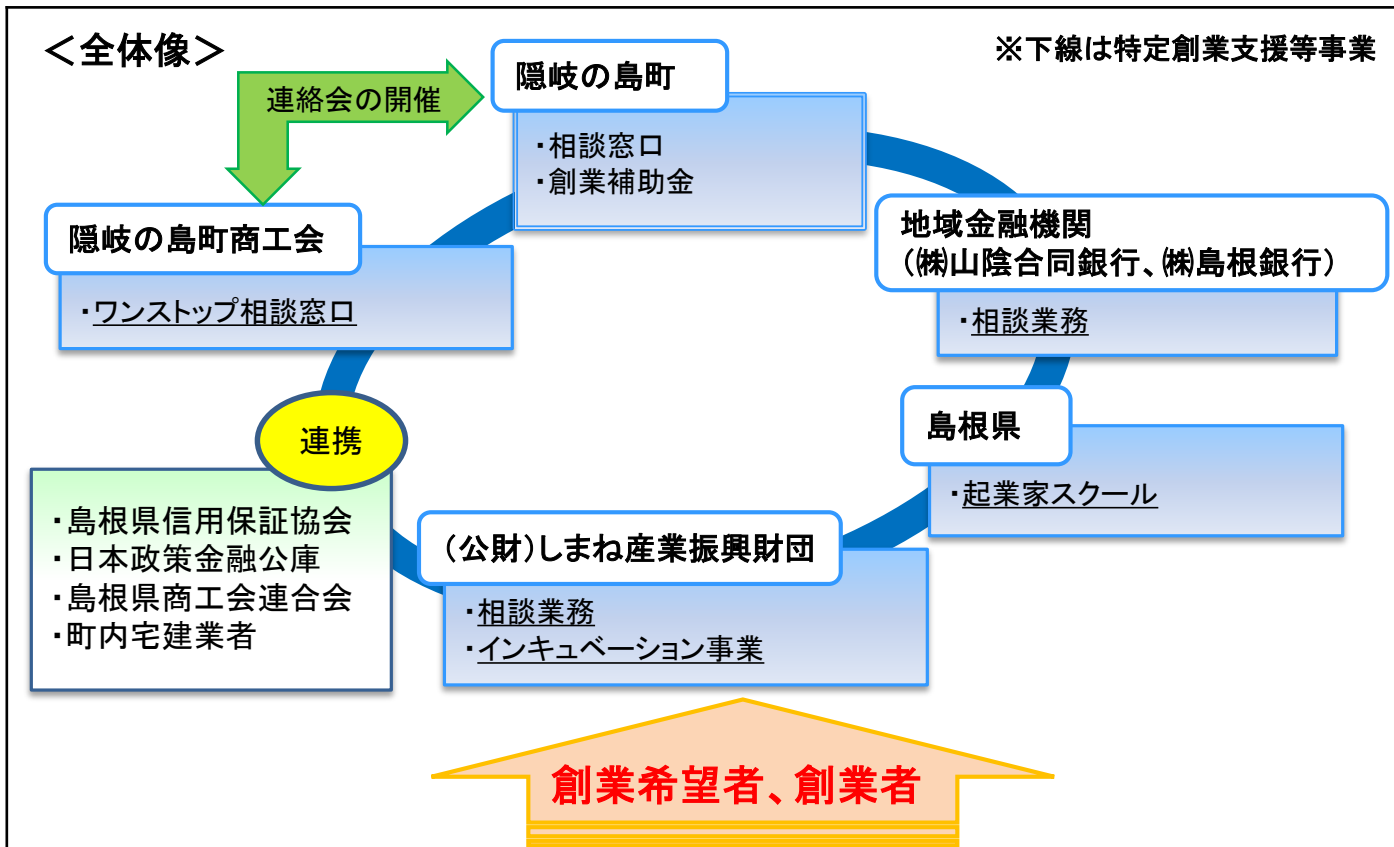 ＜全体像＞
※下線は特定創業支援等事業
連絡会の開催
隠岐の島町
・相談窓口
・創業補助金
隠岐の島町商工会
・ワンストップ相談窓口
地域金融機関
（㈱山陰合同銀行、㈱島根銀行）
・相談業務
島根県
・起業家スクール
連携
・島根県信用保証協会
・日本政策金融公庫
・島根県商工会連合会
・町内宅建業者
（公財）しまね産業振興財団
・相談業務
・インキュベーション事業
創業希望者、創業者